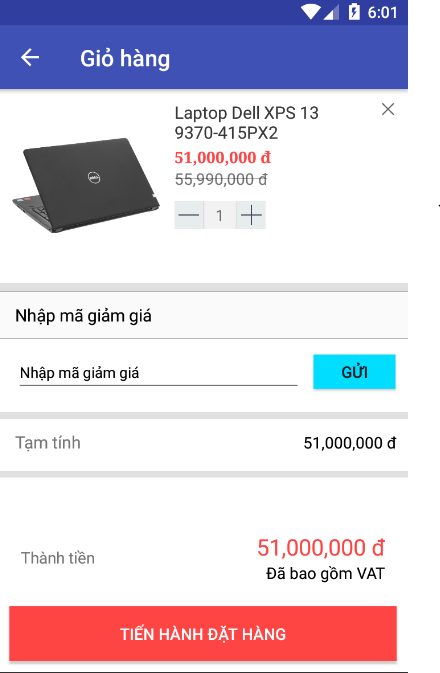 6:01
Giỏ hàng
Laptop Dell XPS 13
9370-415PX2
51,000,000 đ
55,990,000 đ
1
Nhập mã giảm giá
Nhập mã giảm giá
GỬI
Tạm tính 51,000,000 đ
Thành tiền 51,000,000 đ
Đã bao gồm VAT
TIẾN HÀNH ĐẶT HÀNG